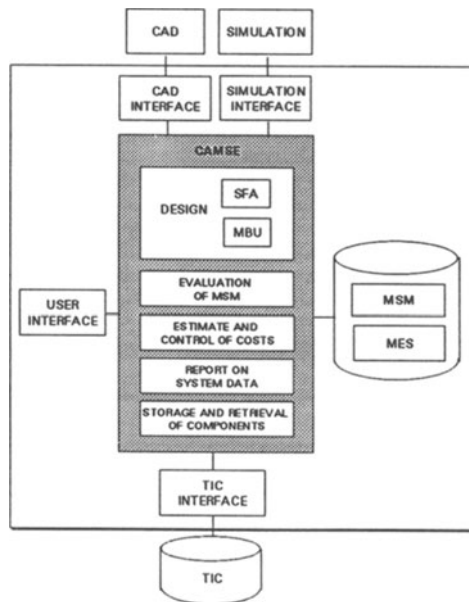 CAD
SIMULATION
CAD
INTERFACE
SIMULATION
INTERFACE
CAMSE
DESIGN
SFA
MBU
EVALUATION
OF MSM
ESTIMATE AND
CONTROL OF COSTS
REPORT ON
SYSTEM DATA
STORAGE AND RETRIEVAL
OF COMPONENTS
USER
INTERFACE
MSM
MES
TIC
INTERFACE
TIC